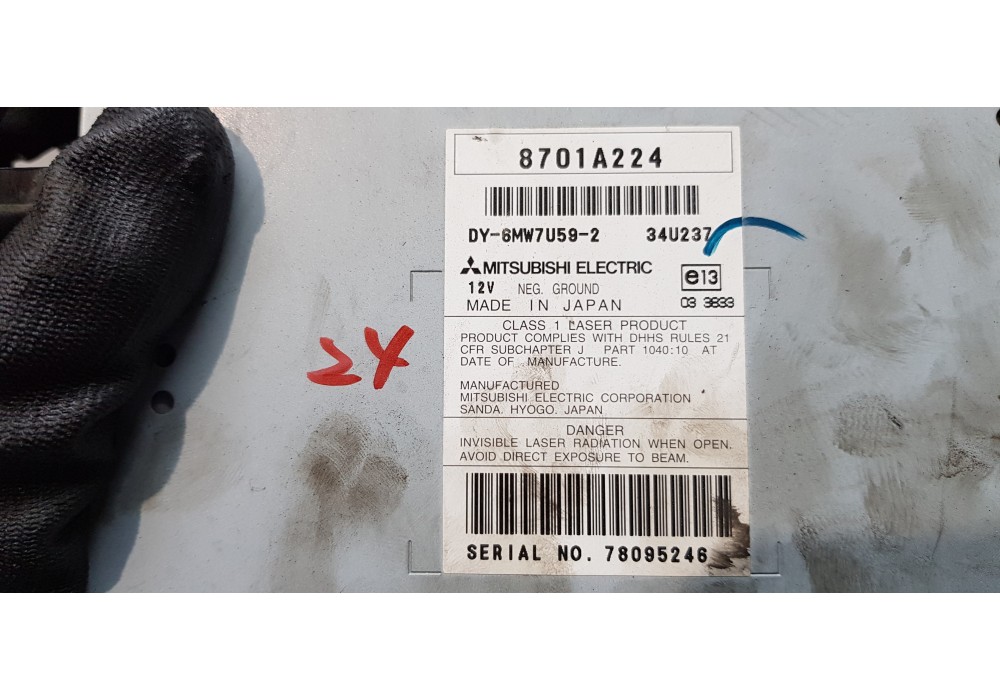 8701A224
DY-6MW7U59-2 34U237
MITSUBISHI ELECTRIC e13
12V NEG. GROUND
MADE IN JAPAN 03 3833
CLASS 1 LASER PRODUCT
PRODUCT COMPLIES WITH DHHS RULES 21
CFR SUBCHAPTER J PART 1040:10 AT
DATE OF MANUFACTURE.
MANUFACTURED
MITSUBISHI ELECTRIC CORPORATION
SANDA. HYOGO. JAPAN
DANGER
INVISIBLE LASER RADIATION WHEN OPEN.
AVOID DIRECT EXPOSURE TO BEAM.
SERIAL NO. 78095246